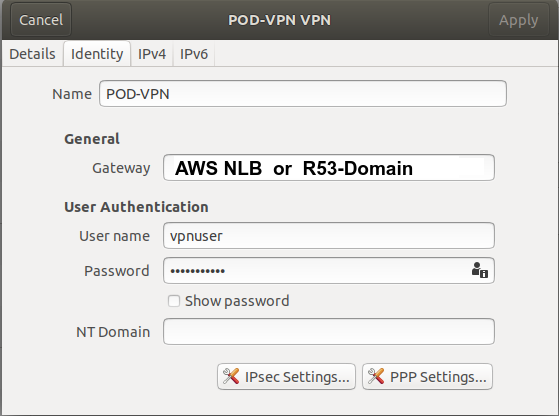 Cancel POD-VPN VPN Apply
Details Identity IPv4 IPv6
Name POD-VPN
General
Gateway AWS NLB or R53-Domain
User Authentication
User name vpnuser
Password •••••••••••
Show password
NT Domain
IPsec Settings... PPP Settings...